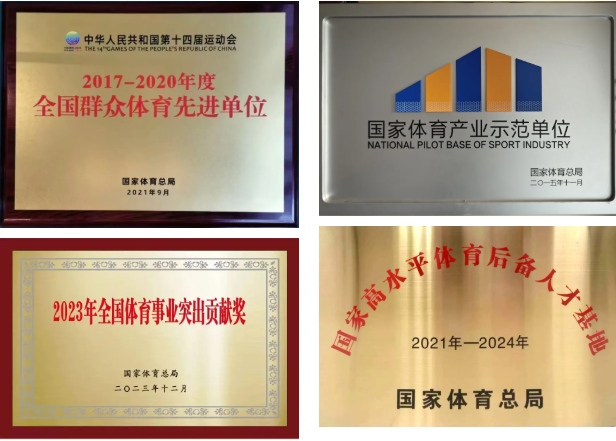 中华人民共和国第十四届运动会
THE 14TH GAMES OF THE PEOPLE'S REPUBLIC OF CHINA
2017-2020年度
全国群众体育先进单位
国家体育总局
2021年9月
国家体育产业示范单位
NATIONAL PILOT BASE OF SPORT INDUSTRY
国家体育总局
二〇一五年十一月
2023年全国体育事业突出贡献奖
国家体育总局
二〇二三年十二月
国家高水平体育后备人才基地
2021年—2024年
国家体育总局